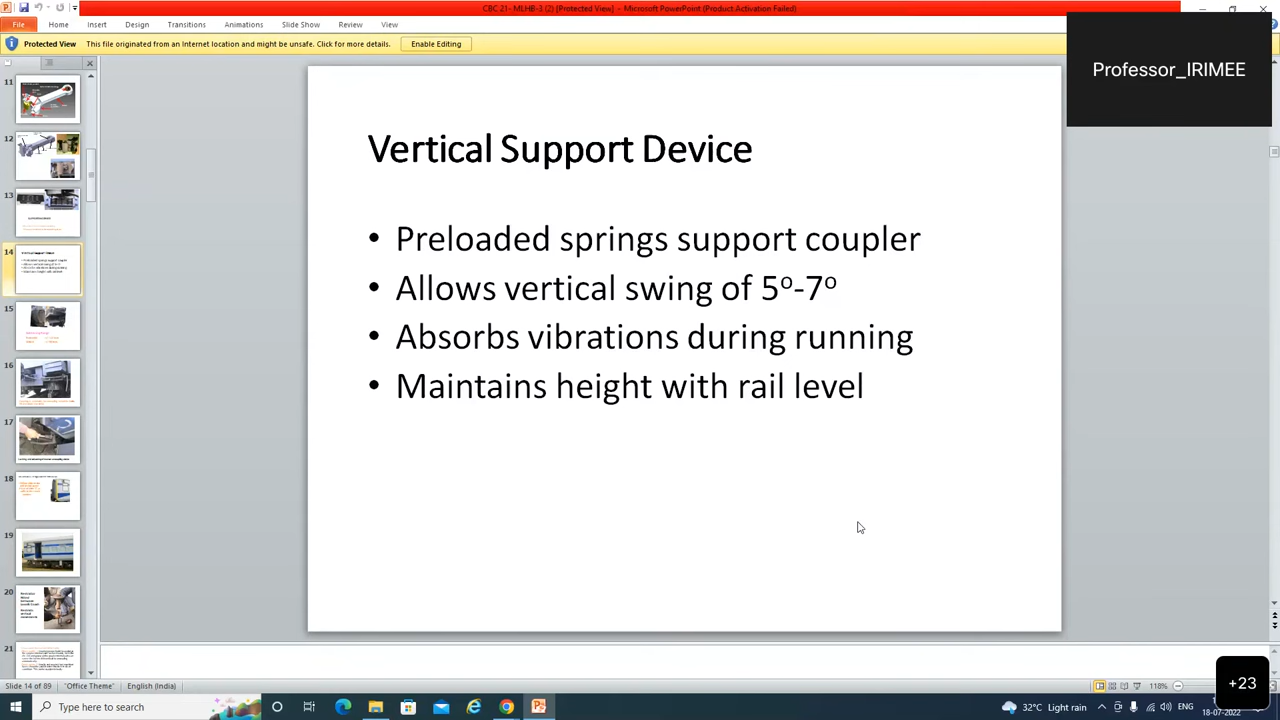 CBC 21- MLHB-3 (2) [Protected View] - Microsoft PowerPoint (Product Activation Failed)
File Home Insert Design Transitions Animations Slide Show Review View
Protected View This file originated from an Internet location and might be unsafe. Click for more details. Enable Editing
Professor_IRIMEE
11
12
13
14
15
16
17
18
19
20
21
Vertical Support Device
• Preloaded springs support coupler
• Allows vertical swing of 5º-7º
• Absorbs vibrations during running
• Maintains height with rail level
Slide 14 of 89 "Office Theme" English (India) 118%
+23
Type here to search 32°C Light rain ENG
18-07-2022